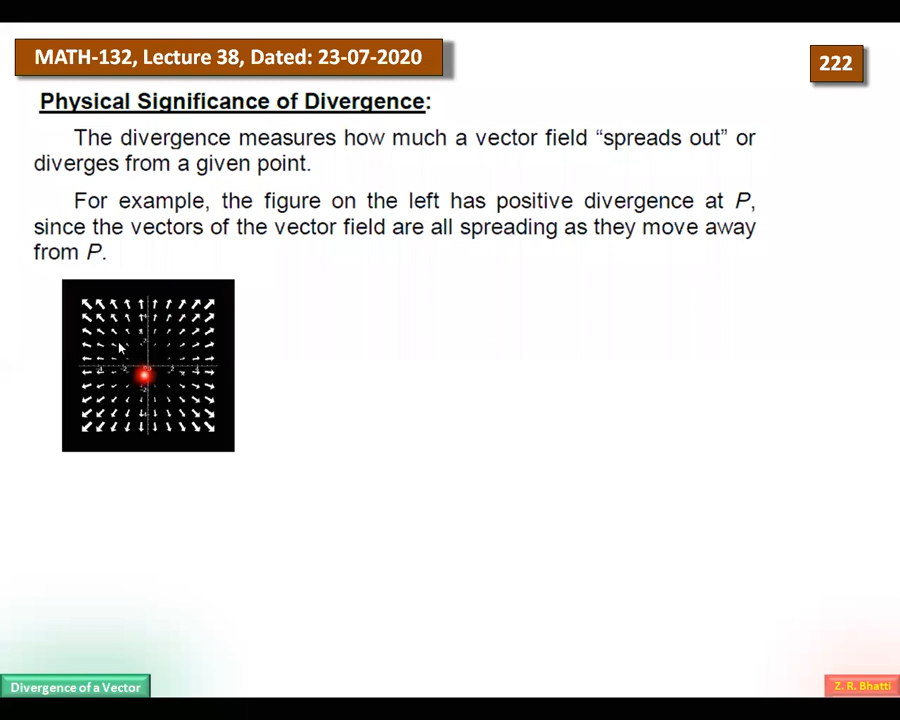 MATH-132, Lecture 38, Dated: 23-07-2020
222
Physical Significance of Divergence:
The divergence measures how much a vector field “spreads out” or
diverges from a given point.
For example, the figure on the left has positive divergence at P,
since the vectors of the vector field are all spreading as they move away
from P.
Divergence of a Vector
Z. R. Bhatti